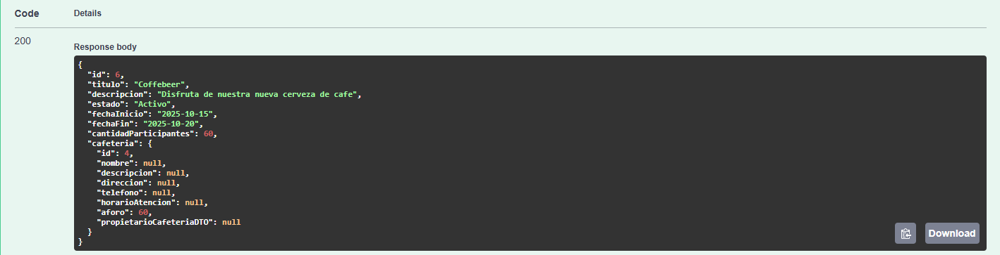 Code Details
200
Response body
{
  "id": 6,
  "titulo": "Coffebeer",
  "descripcion": "Disfruta de nuestra nueva cerveza de cafe",
  "estado": "Activo",
  "fechaInicio": "2025-10-15",
  "fechaFin": "2025-10-20",
  "cantidadParticipantes": 60,
  "cafeteria": {
    "id": 4,
    "nombre": null,
    "descripcion": null,
    "direccion": null,
    "telefono": null,
    "horarioAtencion": null,
    "aforo": 60,
    "propietarioCafeteriaDTO": null
  }
}
Download